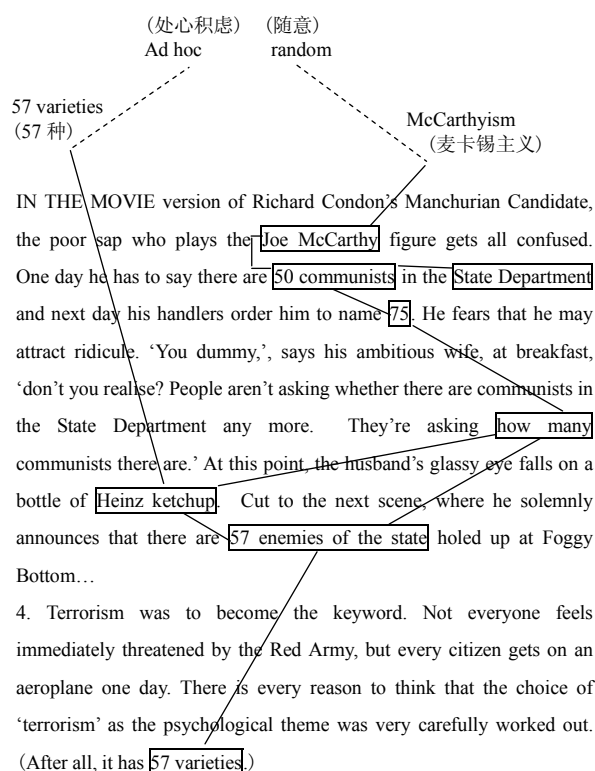 （处心积虑）（随意）
Ad hoc random
57 varieties
（57 种）
McCarthyism
（麦卡锡主义）
IN THE MOVIE version of Richard Condon’s Manchurian Candidate,
the poor sap who plays the Joe McCarthy figure gets all confused.
One day he has to say there are 50 communists in the State Department
and next day his handlers order him to name 75. He fears that he may
attract ridicule. ‘You dummy,’, says his ambitious wife, at breakfast,
‘don’t you realise? People aren’t asking whether there are communists in
the State Department any more. They’re asking how many
communists there are.’ At this point, the husband’s glassy eye falls on a
bottle of Heinz ketchup. Cut to the next scene, where he solemnly
announces that there are 57 enemies of the state holed up at Foggy
Bottom…
4. Terrorism was to become the keyword. Not everyone feels
immediately threatened by the Red Army, but every citizen gets on an
aeroplane one day. There is every reason to think that the choice of
‘terrorism’ as the psychological theme was very carefully worked out.
（After all, it has 57 varieties.）